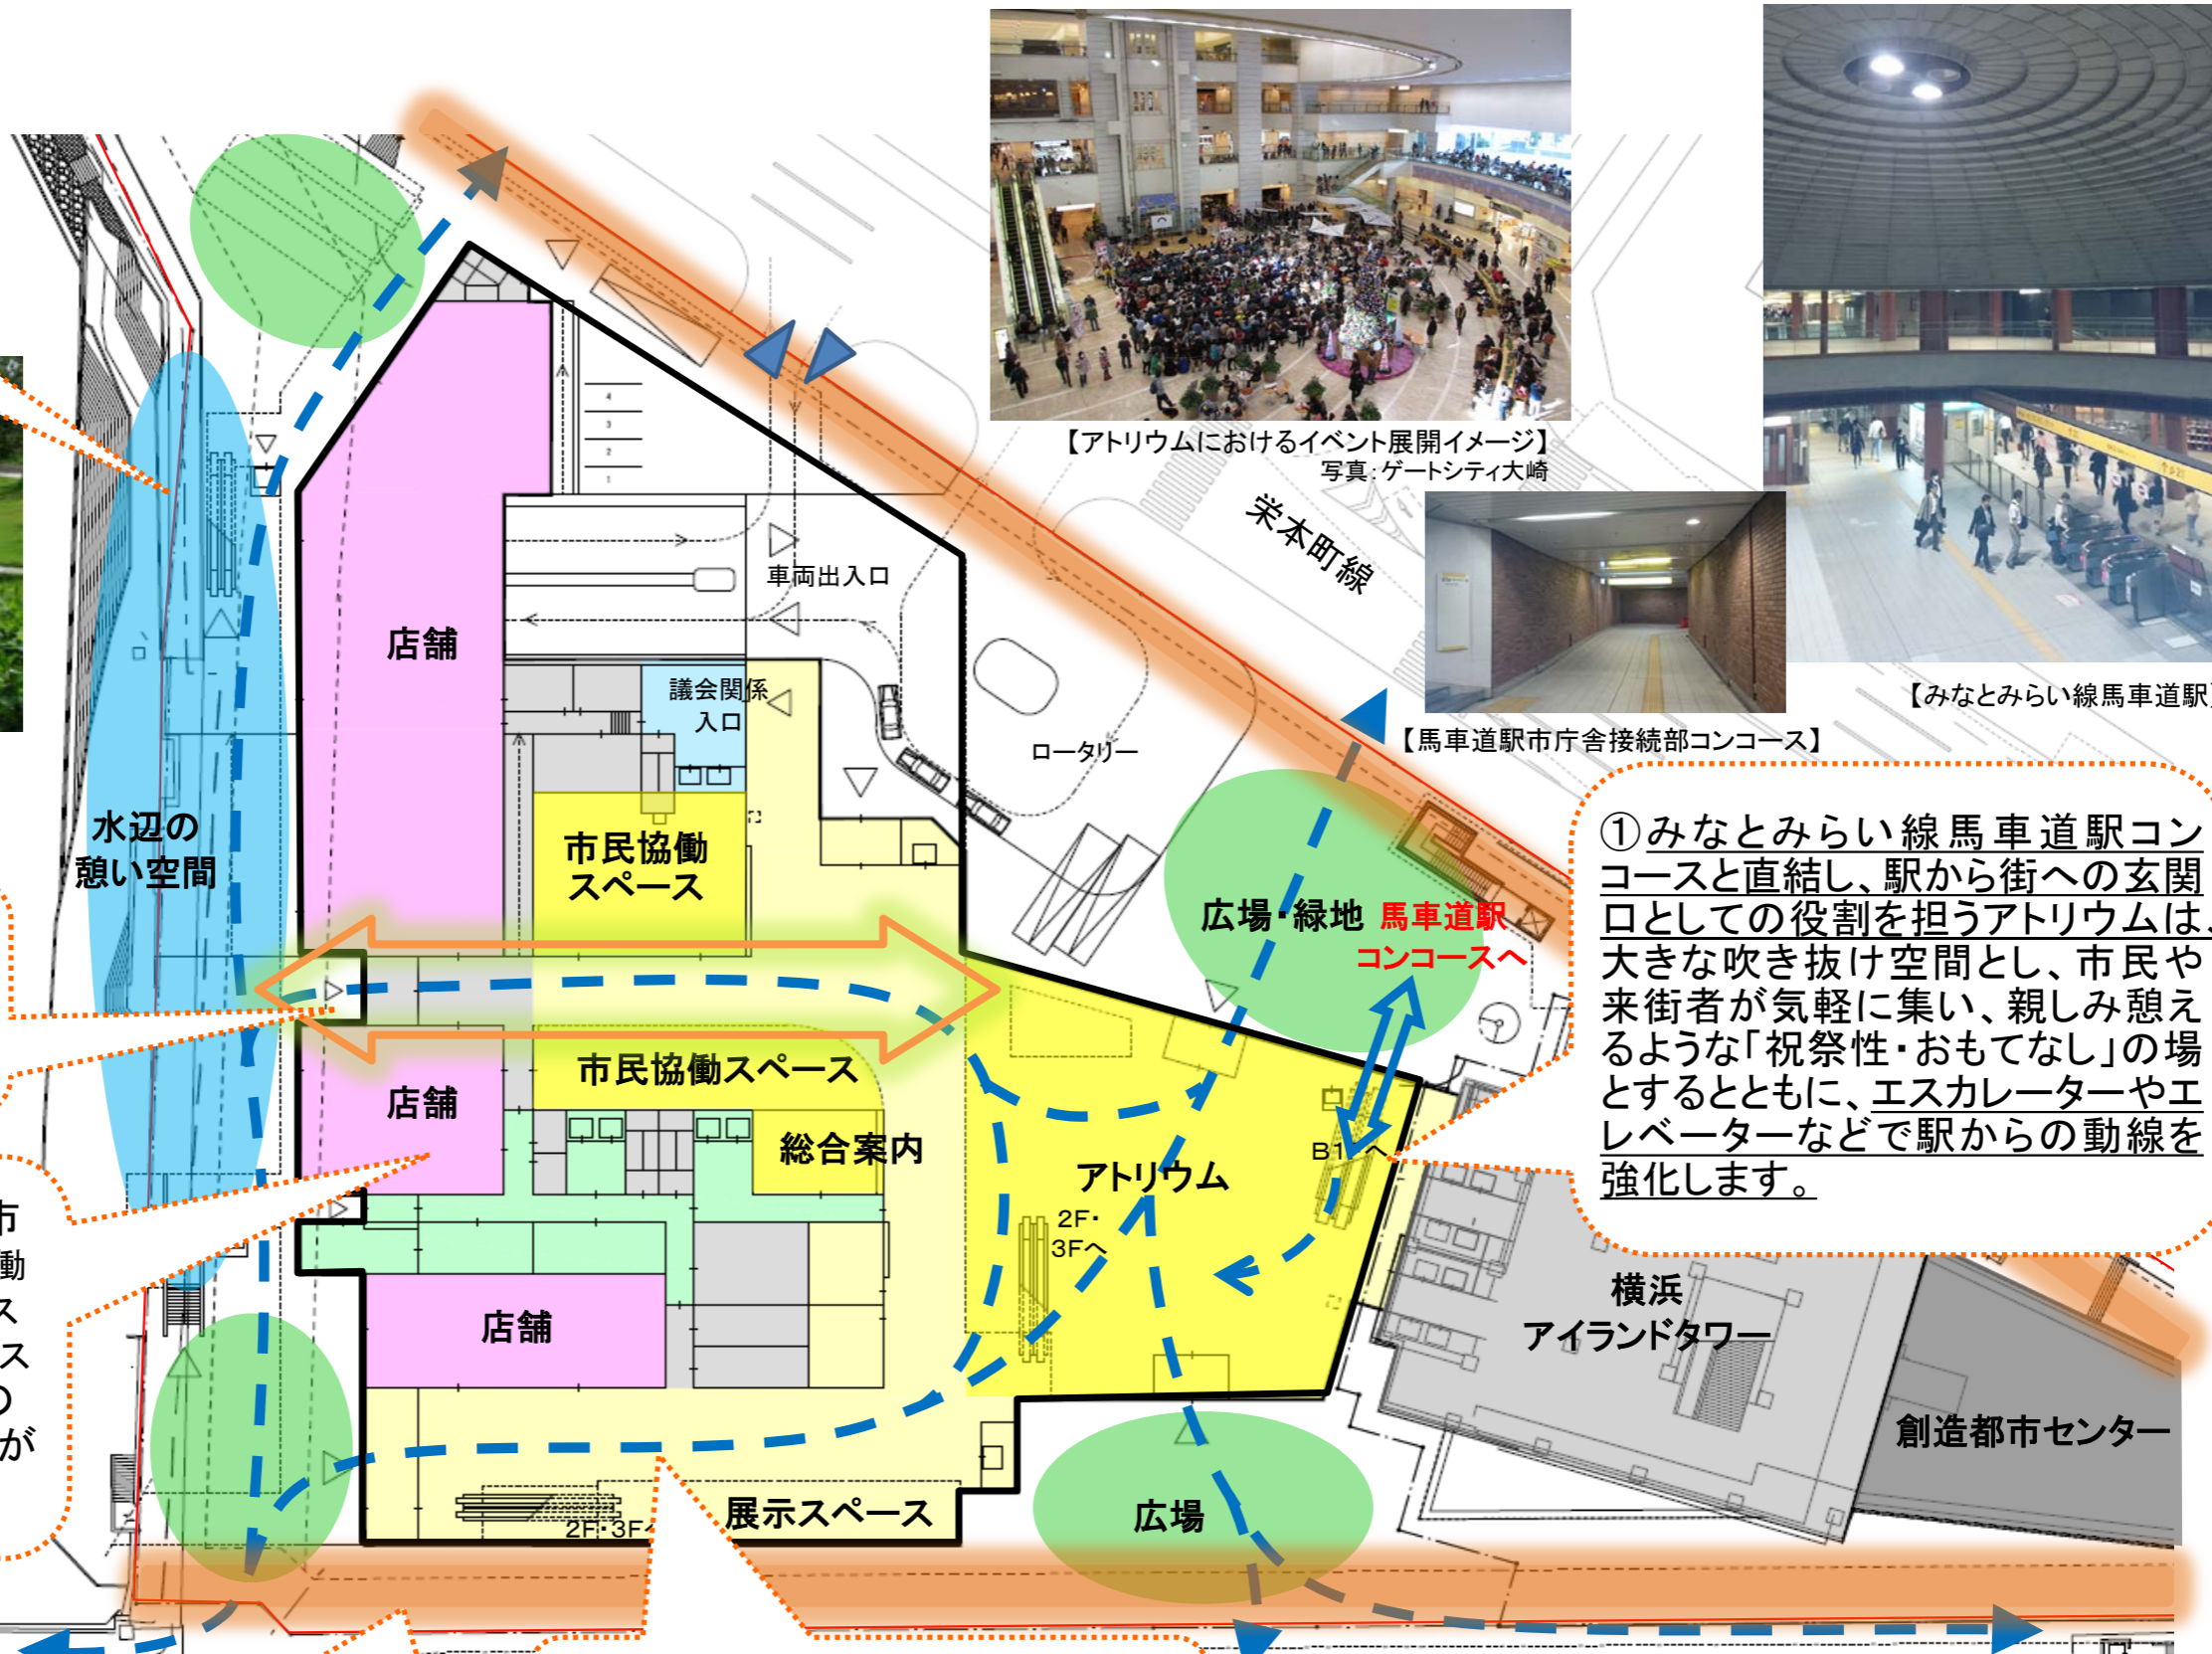 【アトリウムにおけるイベント展開イメージ】
写真：ゲートシティ大崎
栄本町線
【みなとみらい線馬車道駅】
【馬車道駅市庁舎接続部コンコース】
4
3
2
1
車両出入口
店舗
議会関係
入口
ロータリー
水辺の
憩い空間
市民協働
スペース
広場・緑地
馬車道駅
コンコースへ
①みなとみらい線馬車道駅コン
コースと直結し、駅から街への玄関
口としての役割を担うアトリウムは、
大きな吹き抜け空間とし、市民や
来街者が気軽に集い、親しみ憩え
るような「祝祭性・おもてなし」の場
とするとともに、エスカレーターやエ
レベーターなどで駅からの動線を
強化します。
市民協働スペース
店舗
総合案内
アトリウム
2F・
3Fへ
市
働
ス
ス
の
が
店舗
横浜
アイランドタワー
創造都市センター
展示スペース
2F・3Fへ
広場